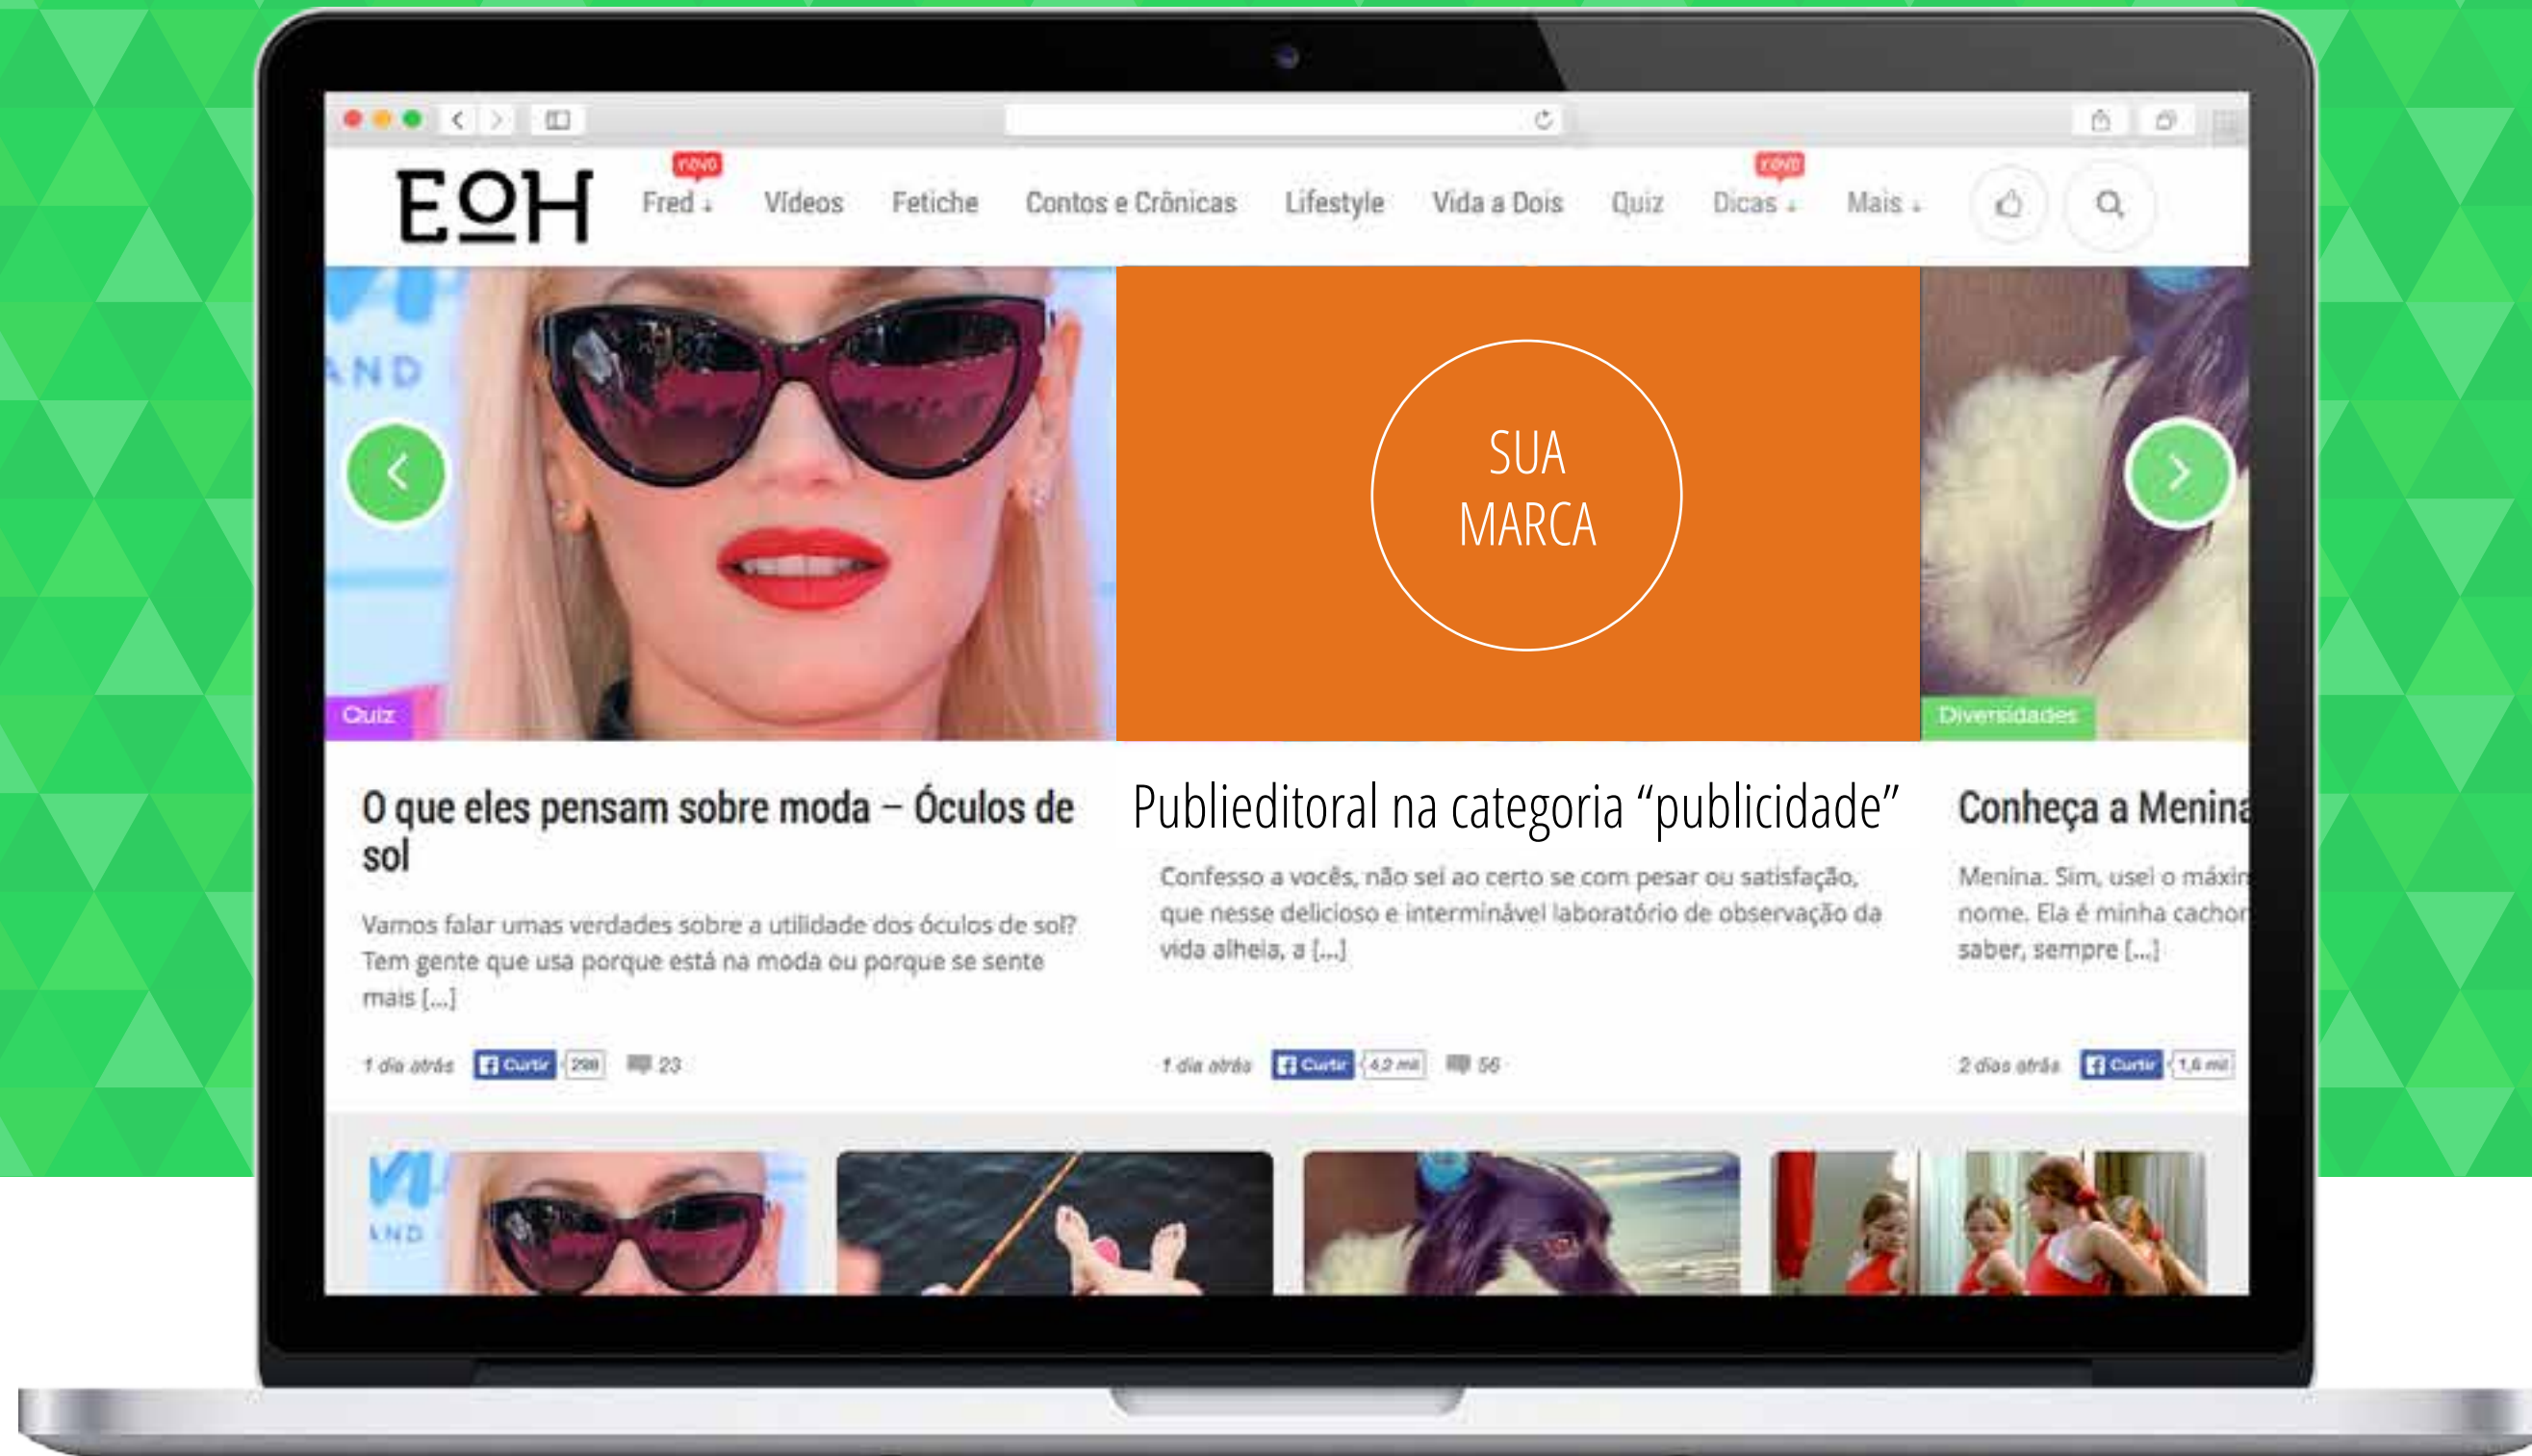 EOH
novo
Fred
Vídeos
Fetiche
Contos e Crônicas
Lifestyle
Vida a Dois
Quiz
novo
Dicas
Mais
AND
SUA
MARCA
Quiz
Diversidades
O que eles pensam sobre moda – Óculos de
sol
Vamos falar umas verdades sobre a utilidade dos óculos de sol?
Tem gente que usa porque está na moda ou porque se sente
mais [...]
1 dia atrás
Curtir
298
23
Publieditoral na categoria “publicidade”
Confesso a vocês, não sei ao certo se com pesar ou satisfação,
que nesse delicioso e interminável laboratório de observação da
vida alheia, a [...]
1 dia atrás
Curtir
4,2 mil
56
Conheça a Menina
Menina. Sim, usei o máxin
nome. Ela é minha cachor
saber, sempre [...]
2 dias atrás
Curtir
1,6 mil
AND